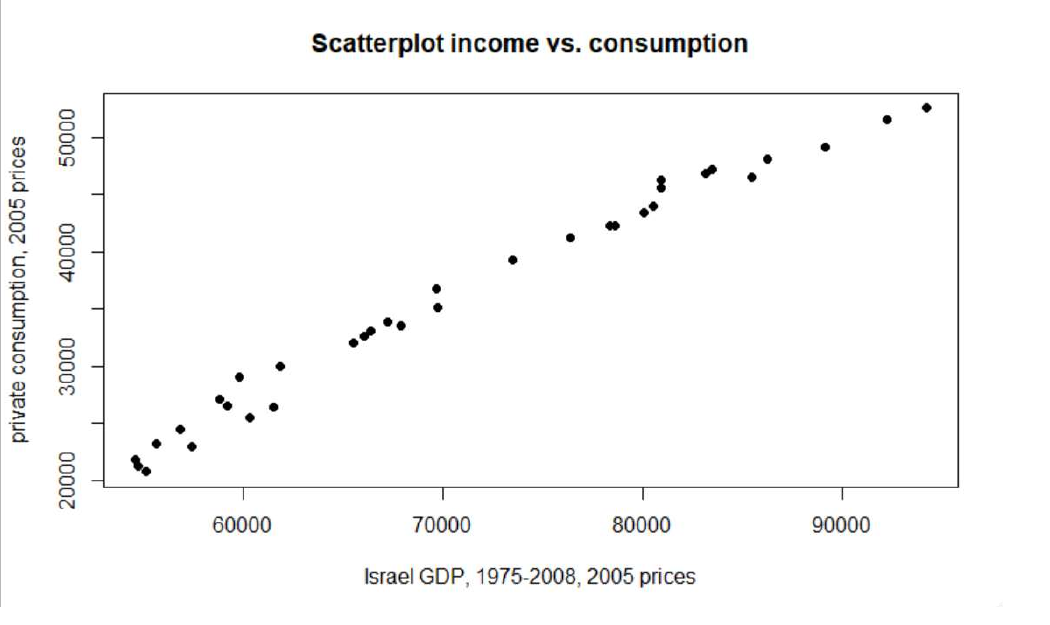 Scatterplot income vs. consumption
private consumption, 2005 prices
50000
40000
30000
20000
60000 70000 80000 90000
Israel GDP, 1975-2008, 2005 prices